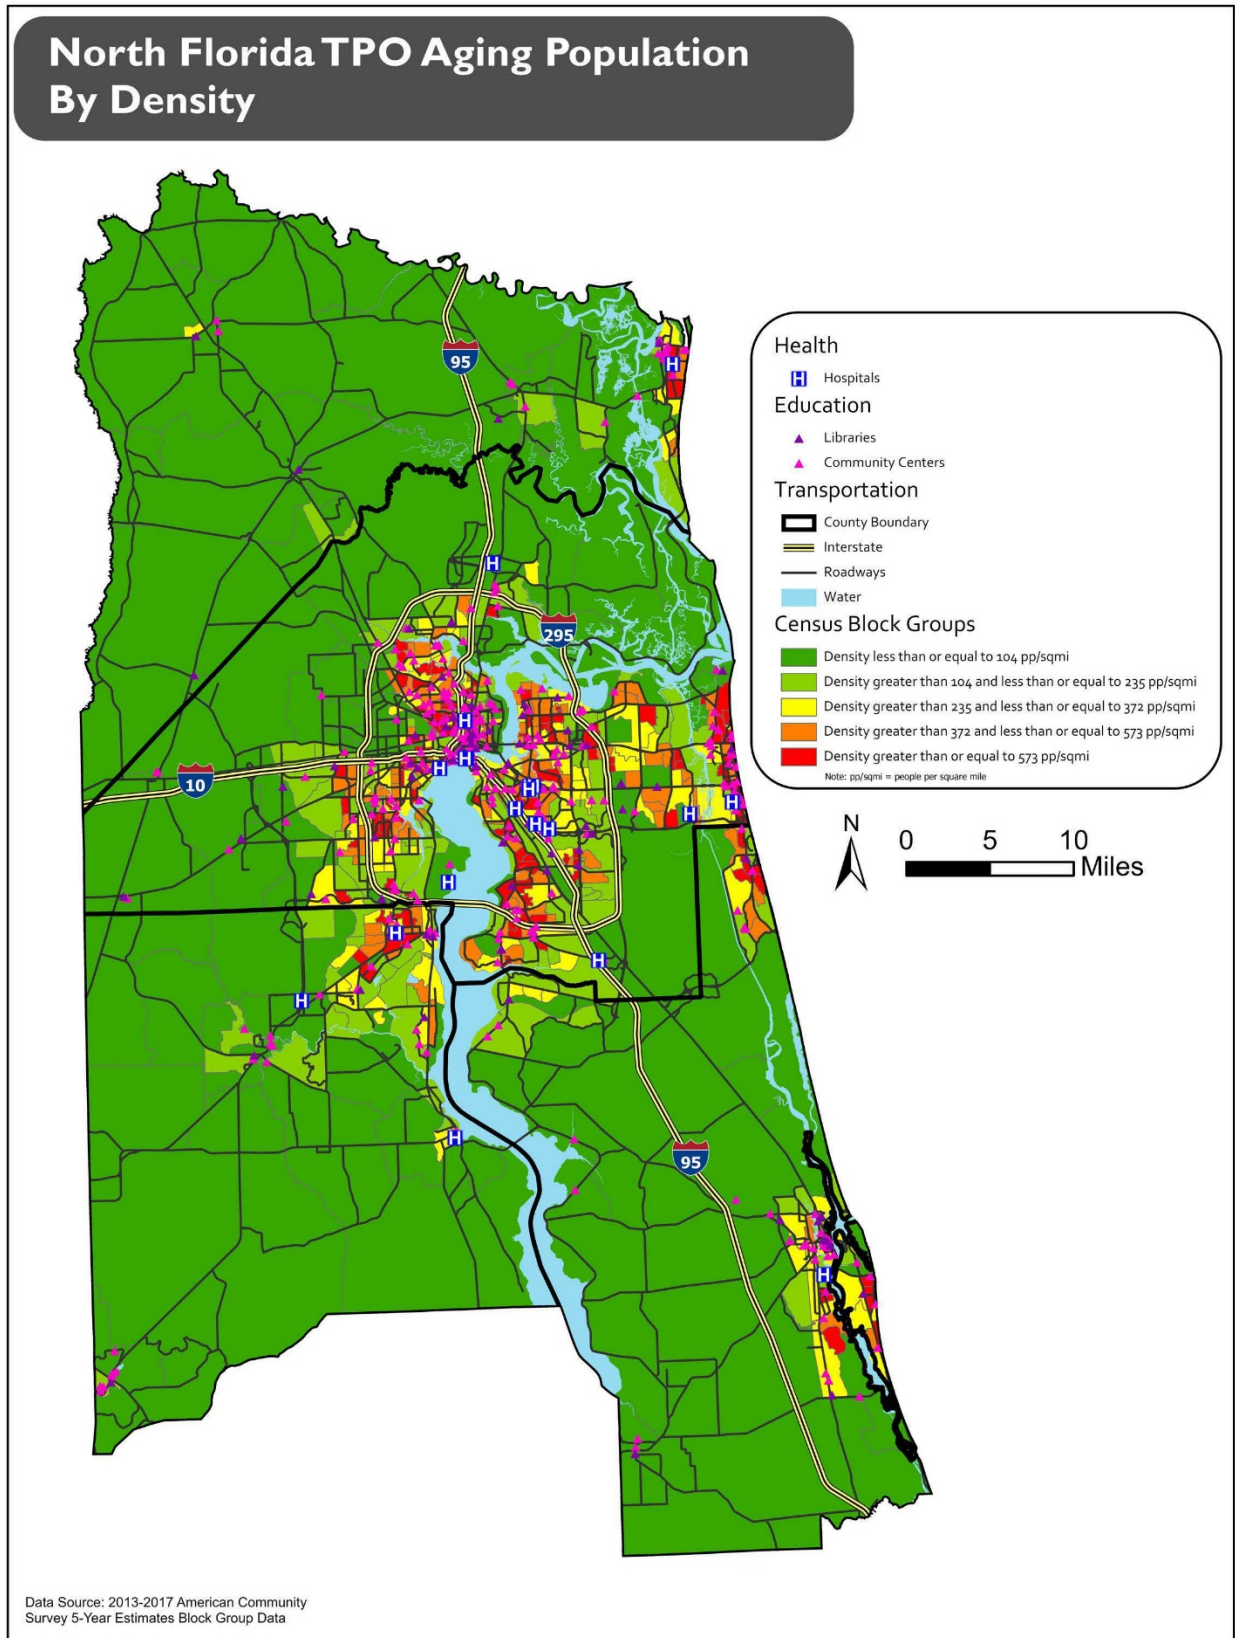 North Florida TPO Aging Population
By Density
95
Health
H Hospitals
Education
Libraries
Community Centers
Transportation
County Boundary
Interstate
Roadways
Water
Census Block Groups
Density less than or equal to 104 pp/sqmi
Density greater than 104 and less than or equal to 235 pp/sqmi
Density greater than 235 and less than or equal to 372 pp/sqmi
Density greater than 372 and less than or equal to 573 pp/sqmi
Density greater than or equal to 573 pp/sqmi
Note: pp/sqmi = people per square mile
H
H
295
H
H
H
10
H
H
H
H
H
H
N
0 5 10
Miles
H
H
H
H
H
95
H
H
Data Source: 2013-2017 American Community
Survey 5-Year Estimates Block Group Data